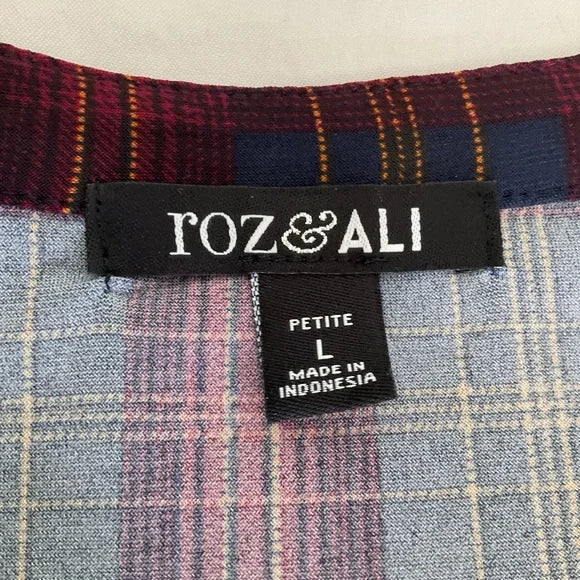 roz&ALI
PETITE
L
MADE IN
INDONESIA